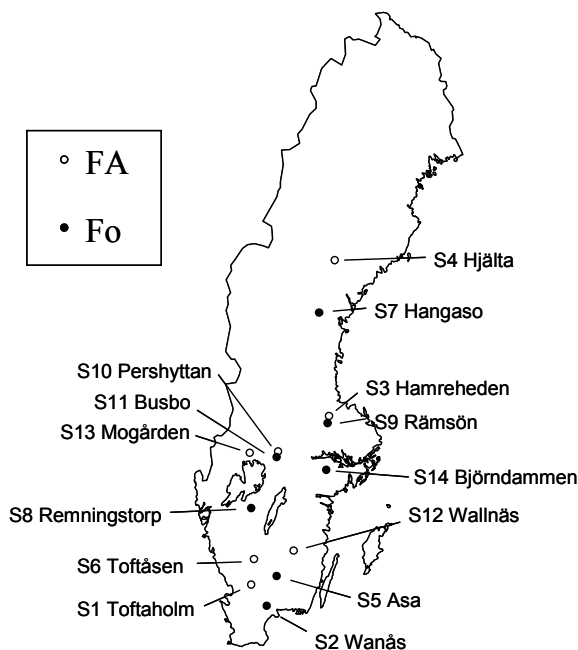 FA
Fo
S4 Hjälta
S7 Hangaso
S10 Pershyttan
S3 Hamreheden
S11 Busbo
S9 Rämsön
S13 Mogården
S14 Björndammen
S8 Remningstorp
S12 Wallnäs
S6 Toftåsen
S5 Asa
S1 Toftaholm
S2 Wanås